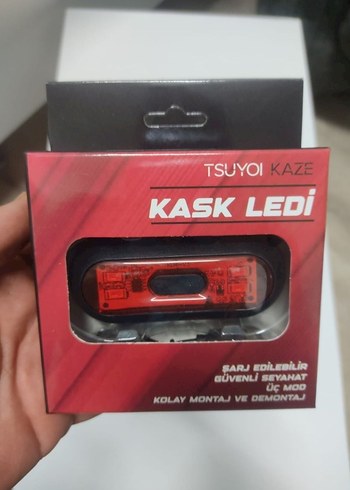 TSUYOI KAZE
KASK LEDİ
ŞARJ EDİLEBİLİR
GÜVENLİ SEYAHAT
ÜÇ MOD
KOLAY MONTAJ VE DEMONTAJ